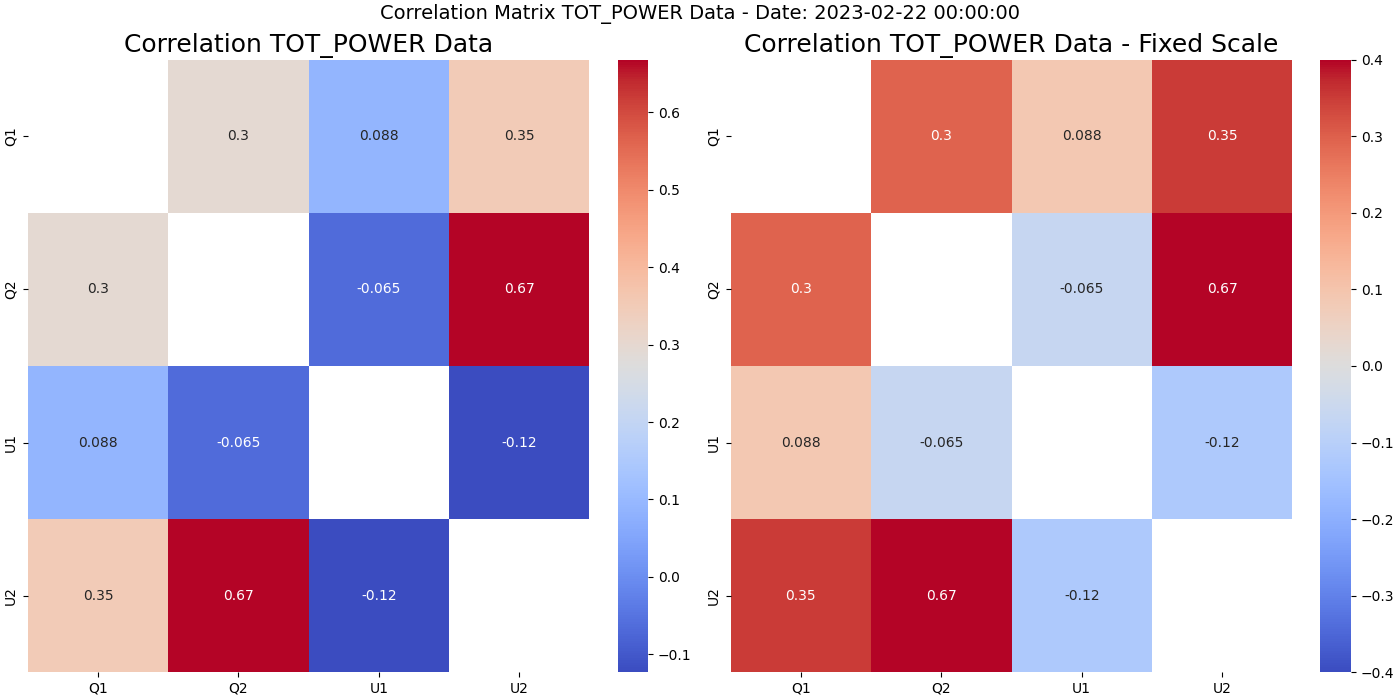 Correlation Matrix TOT_POWER Data - Date: 2023-02-22 00:00:00
Correlation TOT_POWER Data
Q1
0.3
0.088
0.35
Q2
0.3
-0.065
0.67
U1
0.088
-0.065
-0.12
U2
0.35
0.67
-0.12
Q1
Q2
U1
U2
0.6
0.5
0.4
0.3
0.2
0.1
0.0
−0.1
Correlation TOT_POWER Data - Fixed Scale
Q1
0.3
0.088
0.35
Q2
0.3
-0.065
0.67
U1
0.088
-0.065
-0.12
U2
0.35
0.67
-0.12
Q1
Q2
U1
U2
0.4
0.3
0.2
0.1
0.0
−0.1
−0.2
−0.3
−0.4